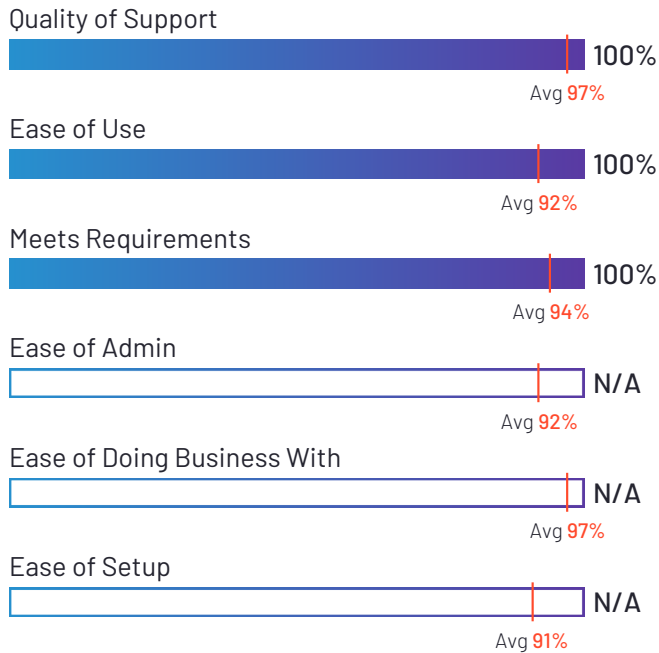 Quality of Support
100%
Avg 97%
Ease of Use
100%
Avg 92%
Meets Requirements
100%
Avg 94%
Ease of Admin
N/A
Avg 92%
Ease of Doing Business With
N/A
Avg 97%
Ease of Setup
N/A
Avg 91%